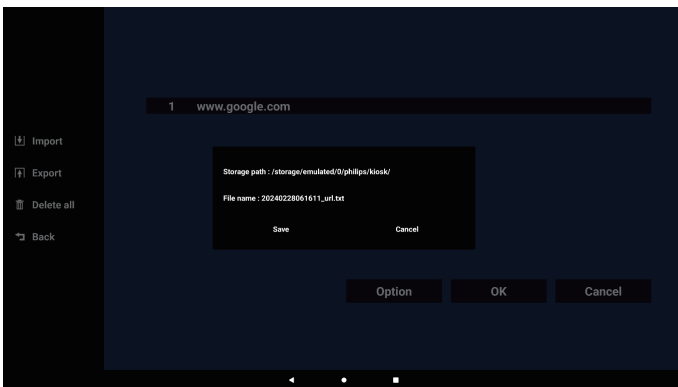 1 www.google.com
Import
Export
Delete all
Back
Storage path : /storage/emulated/0/philips/kiosk/
File name : 20240228061611_url.txt
Save Cancel
Option OK Cancel